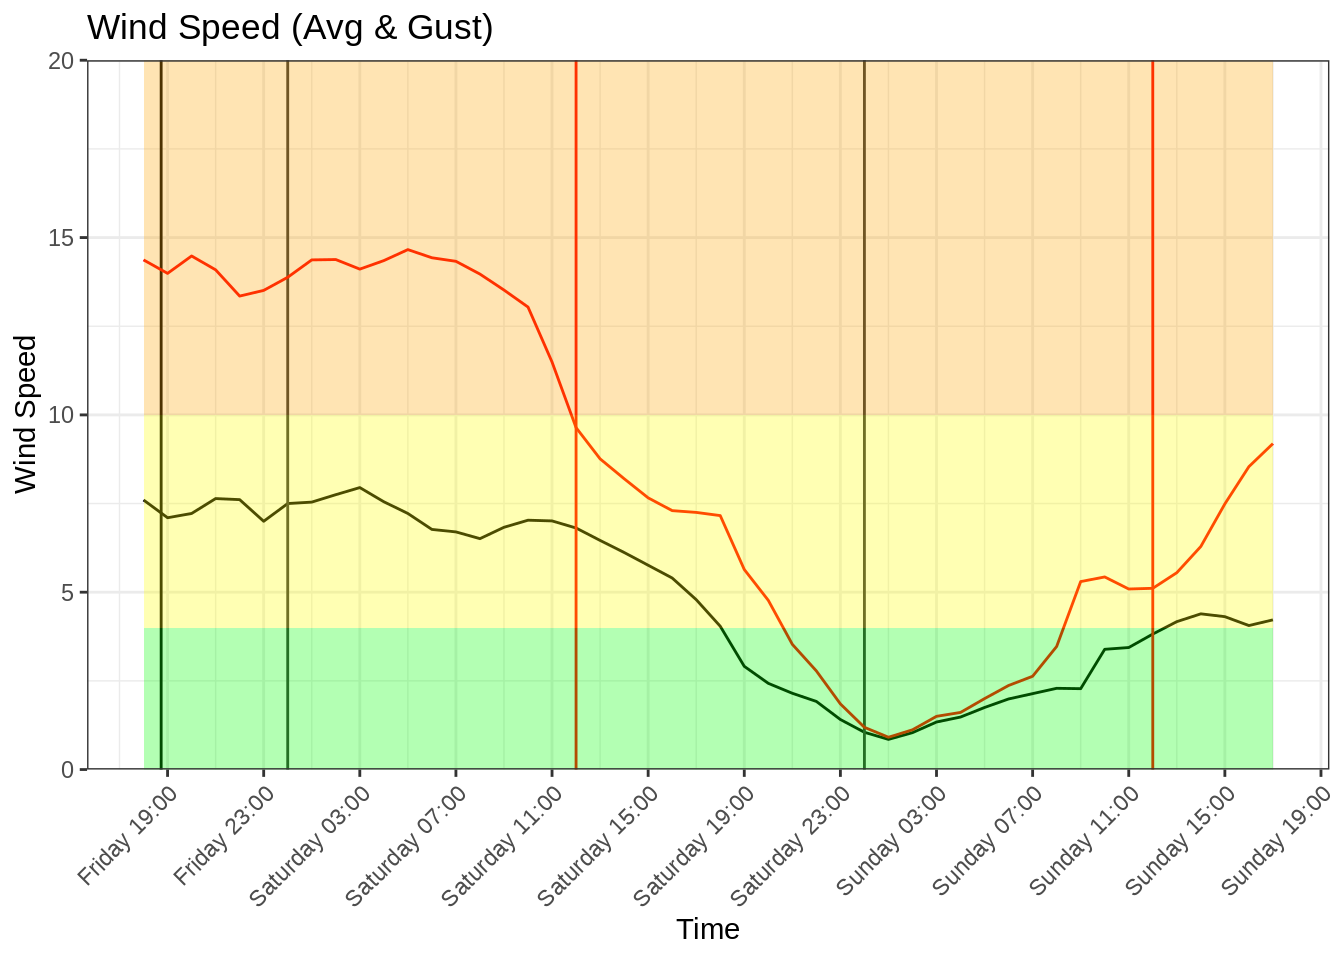 Wind Speed (Avg & Gust)
20
15
10
5
0
Wind Speed
Friday 19:00
Friday 23:00
Saturday 03:00
Saturday 07:00
Saturday 11:00
Saturday 15:00
Saturday 19:00
Saturday 23:00
Sunday 03:00
Sunday 07:00
Sunday 11:00
Sunday 15:00
Sunday 19:00
Time